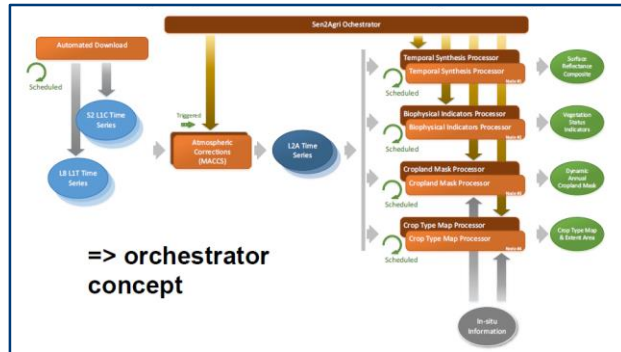 Sen2Agri Ochestrator
Automated Download
Scheduled
S2 L1C Time
Series
L8 L1T Time
Series
Triggered
Atmospheric
Corrections
(MACCS)
L2A Time
Series
Temporal Synthesis Processor
Temporal Synthesis Processor
Scheduled
Surface
Reflectance
Composite
Biophysical Indicators Processor
Biophysical Indicators Processor
Scheduled
Vegetation
Status
Indicators
Cropland Mask Processor
Cropland Mask Processor
Scheduled
Dynamic
Annual
Cropland Mask
Crop Type Map Processor
Crop Type Map Processor
Scheduled
Crop Type Map
& Extent Area
=> orchestrator
concept
In-situ
Information